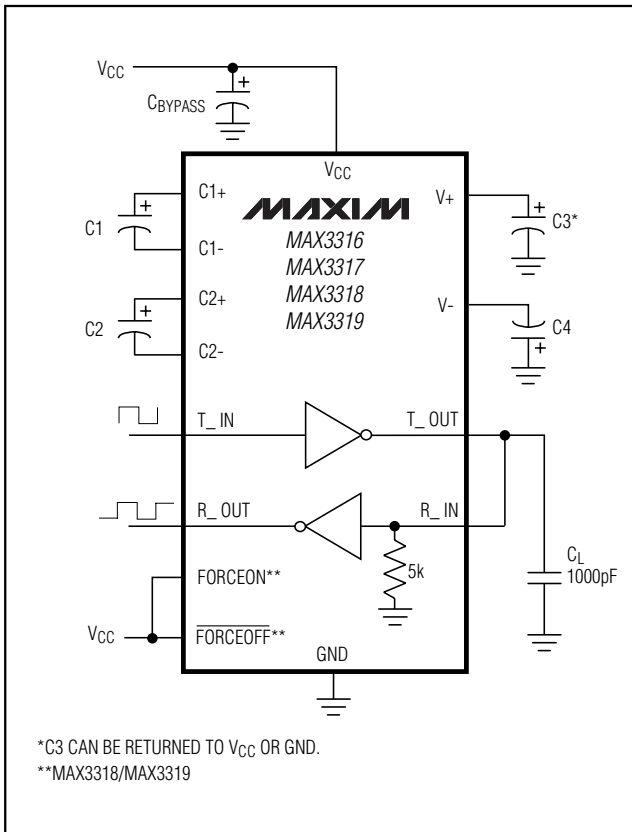 VCC
+
CBYPASS
VCC
C1+
C1
+
C1-
C2+
C2
+
C2-
MAXIM
MAX3316
MAX3317
MAX3318
MAX3319
V+
+
C3*
V-
C4
+
T_ IN
T_ OUT
R_ OUT
R_ IN
5k
CL
1000pF
FORCEON**
VCC
FORCEOFF**
GND
*C3 CAN BE RETURNED TO VCC OR GND.
**MAX3318/MAX3319